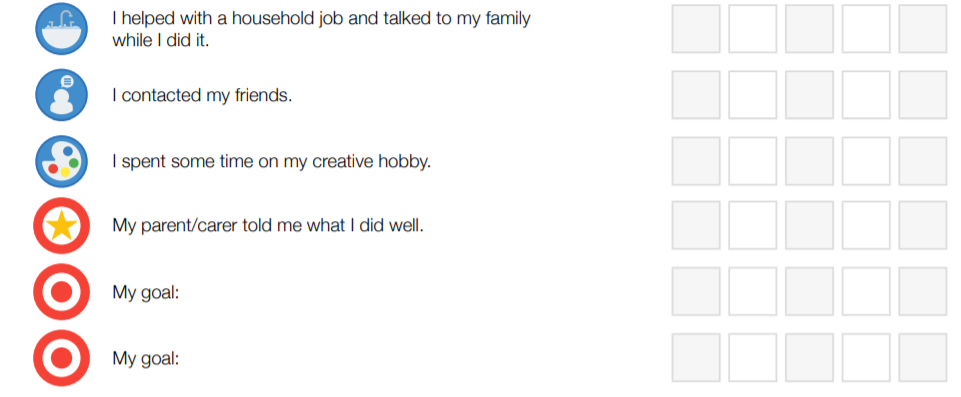 I helped with a household job and talked to my family
while I did it.
I contacted my friends.
I spent some time on my creative hobby.
My parent/carer told me what I did well.
My goal:
My goal: